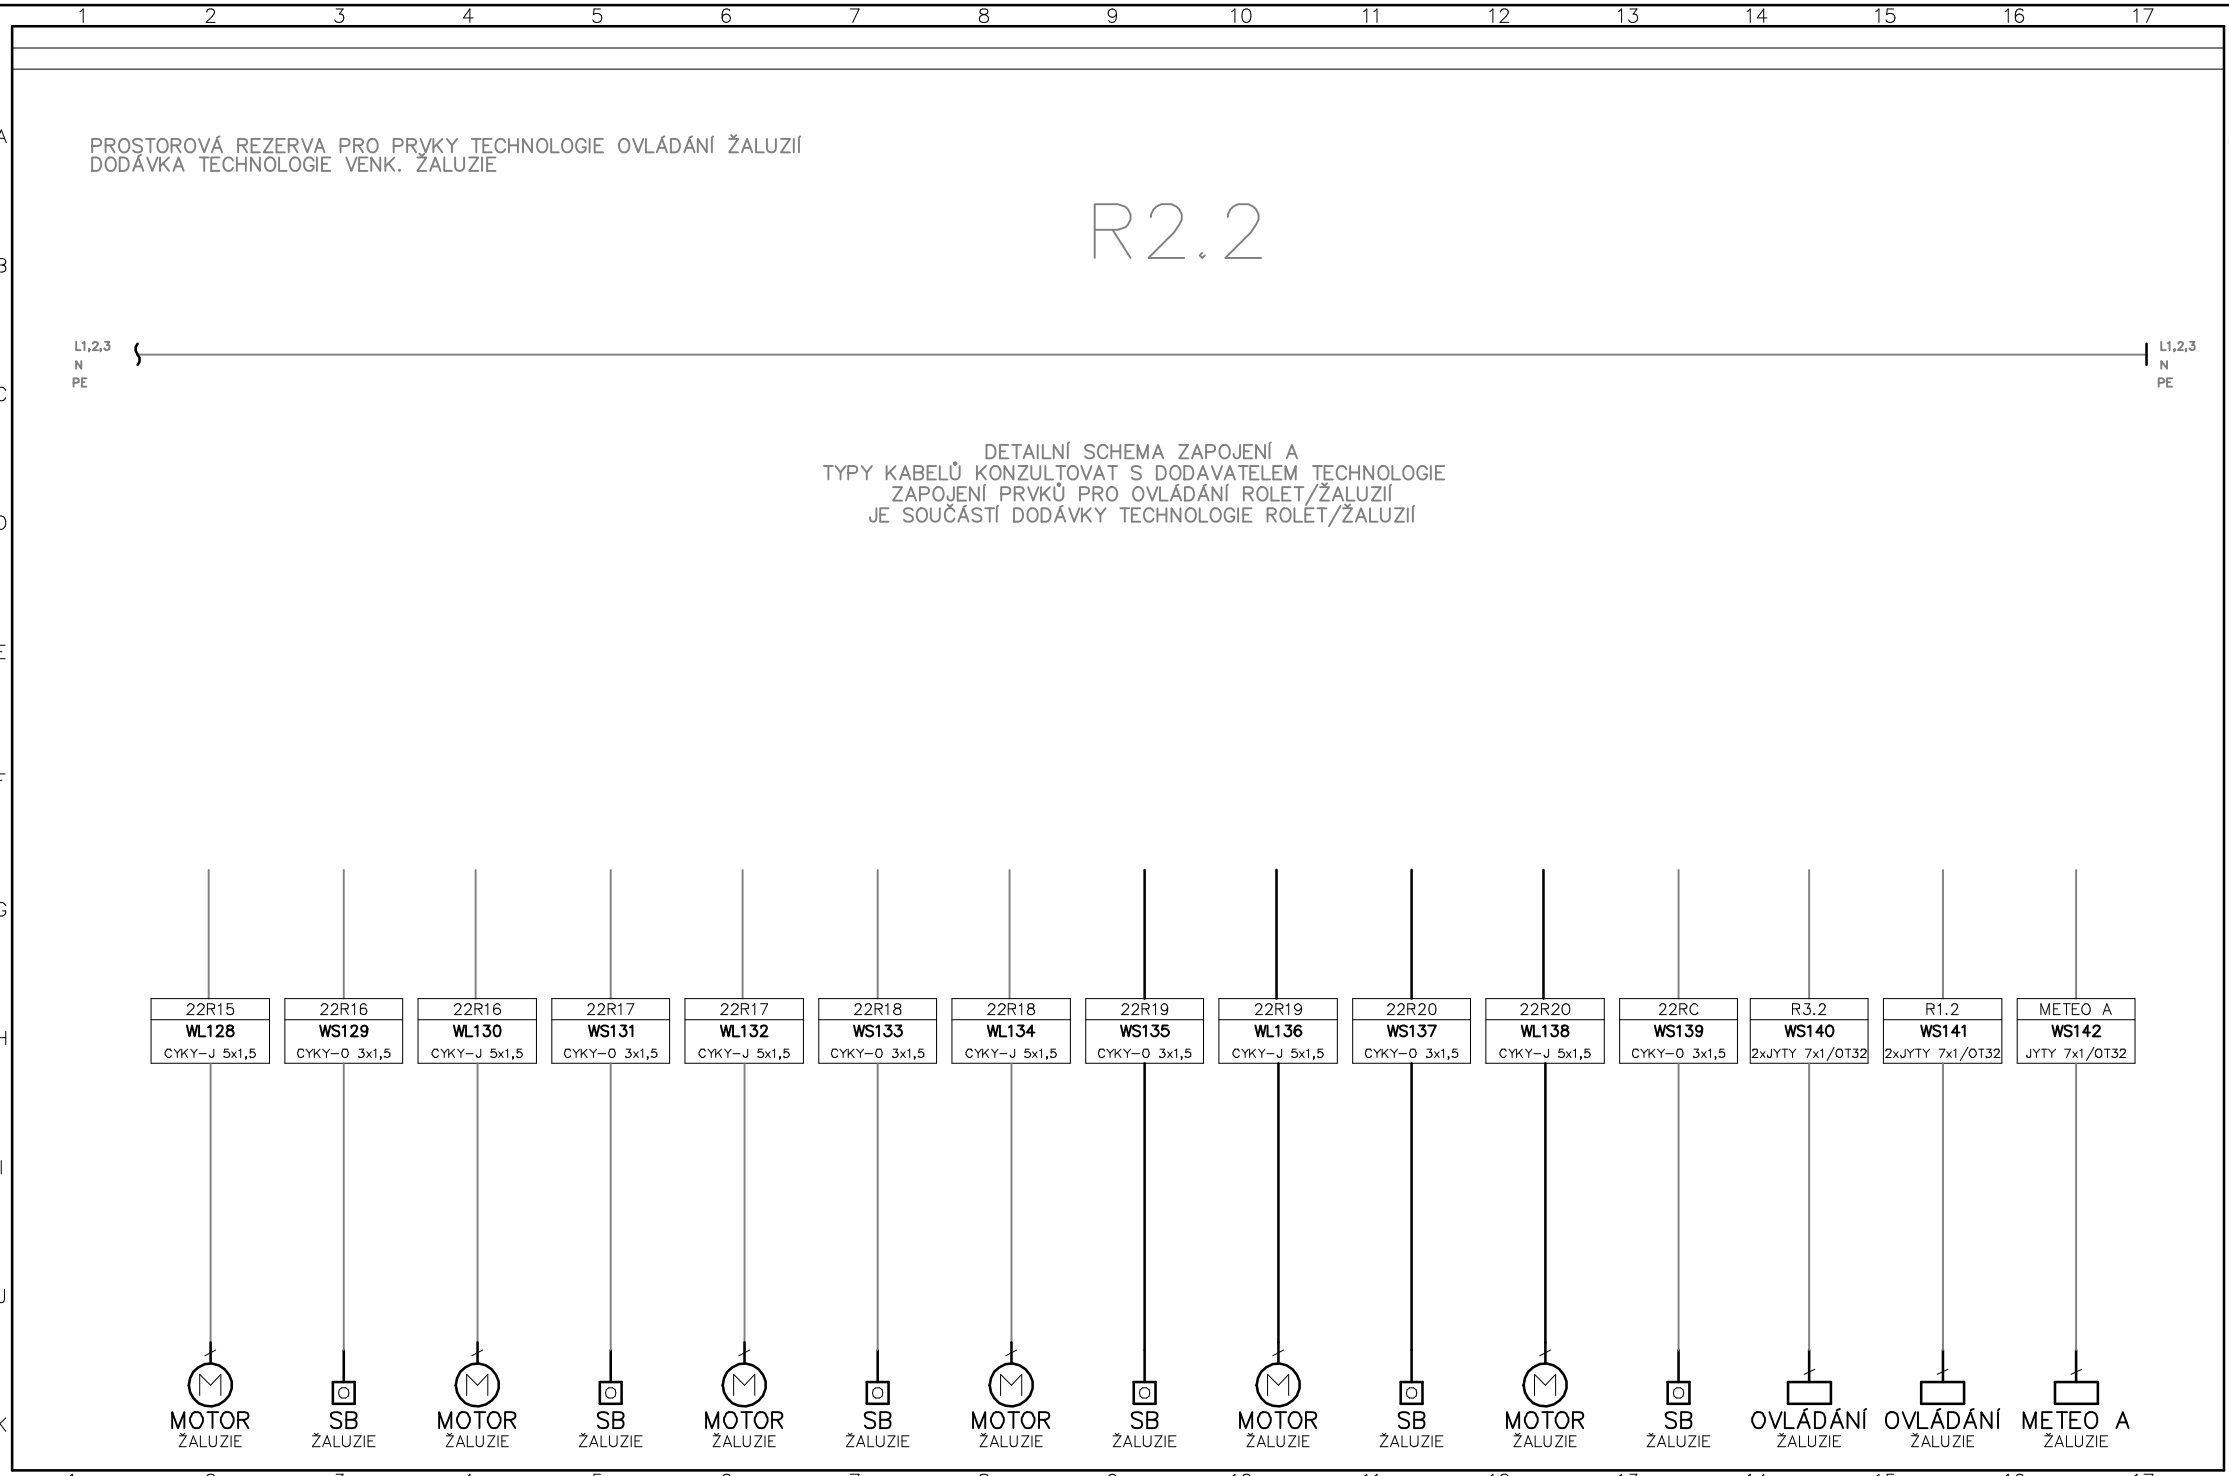 1 2 3 4 5 6 7 8 9 10 11 12 13 14 15 16 17
A
PROSTOROVÁ REZERVA PRO PRVKY TECHNOLOGIE OVLÁDÁNÍ ŽALUZIÍ
DODÁVKA TECHNOLOGIE VENK. ŽALUZIE
R2.2
B
L1,2,3 L1,2,3
N N
PE PE
C
DETAILNÍ SCHEMA ZAPOJENÍ A
TYPY KABELŮ KONZULTOVAT S DODAVATELEM TECHNOLOGIE
ZAPOJENÍ PRVKŮ PRO OVLÁDÁNÍ ROLET/ŽALUZIÍ
JE SOUČÁSTÍ DODÁVKY TECHNOLOGIE ROLET/ŽALUZIÍ
D
E
F
G
22R15 22R16 22R16 22R17 22R17 22R18 22R18 22R19 22R19 22R20 22R20 22RC R3.2 R1.2 METEO A
H WL128 WS129 WL130 WS131 WL132 WS133 WL134 WS135 WL136 WS137 WL138 WS139 WS140 WS141 WS142
CYKY-J 5x1,5 CYKY-O 3x1,5 CYKY-J 5x1,5 CYKY-O 3x1,5 CYKY-J 5x1,5 CYKY-O 3x1,5 CYKY-J 5x1,5 CYKY-O 3x1,5 CYKY-J 5x1,5 CYKY-O 3x1,5 CYKY-J 5x1,5 CYKY-O 3x1,5 2xJYTY 7x1/OT32 2xJYTY 7x1/OT32 JYTY 7x1/OT32
I
J
M M M M M M
K MOTOR SB MOTOR SB MOTOR SB MOTOR SB MOTOR SB MOTOR SB OVLÁDÁNÍ OVLÁDÁNÍ METEO A
ŽALUZIE ŽALUZIE ŽALUZIE ŽALUZIE ŽALUZIE ŽALUZIE ŽALUZIE ŽALUZIE ŽALUZIE ŽALUZIE ŽALUZIE ŽALUZIE ŽALUZIE ŽALUZIE ŽALUZIE